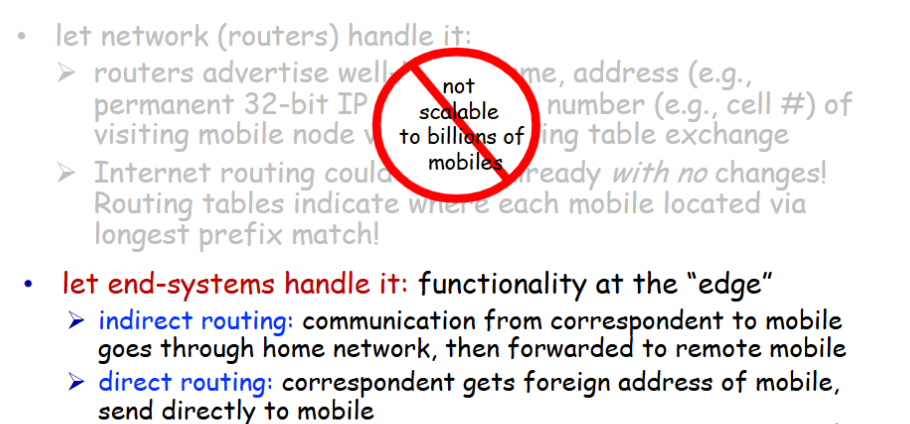 • let network (routers) handle it:
➤ routers advertise well- me, address (e.g.,
permanent 32-bit IP number (e.g., cell #) of
visiting mobile node v ing table exchange
➤ Internet routing could ready with no changes!
Routing tables indicate where each mobile located via
longest prefix match!
not
scalable
to billions of
mobiles
• let end-systems handle it: functionality at the “edge”
➤ indirect routing: communication from correspondent to mobile
goes through home network, then forwarded to remote mobile
➤ direct routing: correspondent gets foreign address of mobile,
send directly to mobile